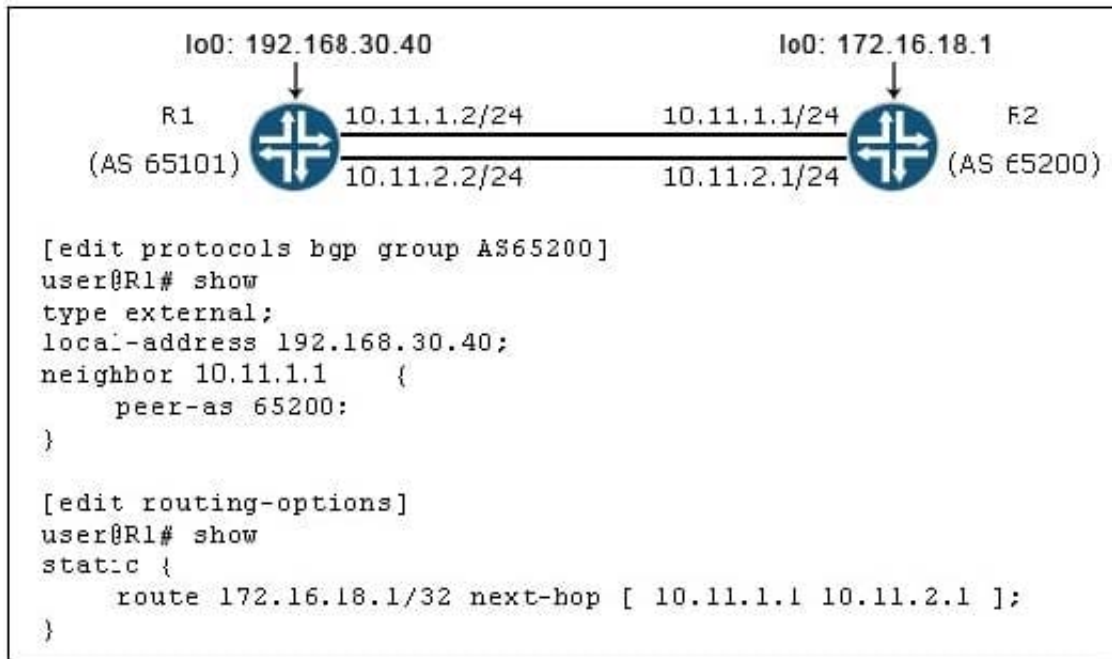 lo0: 192.168.30.40
lo0: 172.16.18.1
R1
10.11.1.2/24
10.11.1.1/24
R2
(AS 65101)
10.11.2.2/24
10.11.2.1/24
(AS 65200)
[edit protocols bgp group AS65200]
user@R1# show
type external;
local-address 192.168.30.40;
neighbor 10.11.1.1 {
peer-as 65200:
}
[edit routing-options]
user@R1# show
static {
route 172.16.18.1/32 next-hop [ 10.11.1.1 10.11.2.1 ];
}